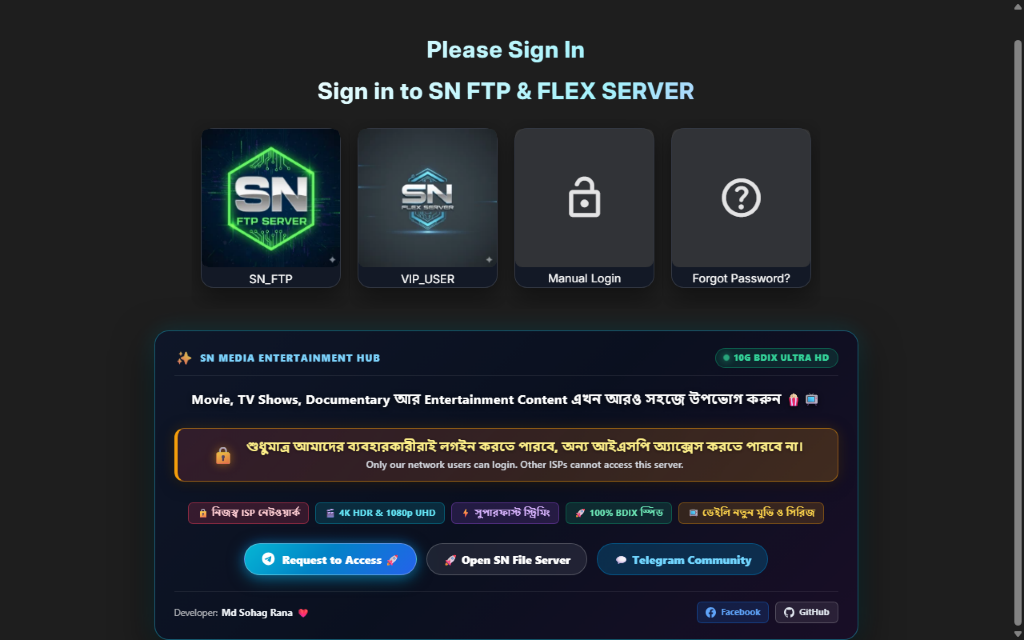 Please Sign In
Sign in to SN FTP & FLEX SERVER
SN
FTP SERVER
SN_FTP
SN
FLEX SERVER
VIP_USER
Manual Login
Forgot Password?
✨ SN MEDIA ENTERTAINMENT HUB
10G BDIX ULTRA HD
Movie, TV Shows, Documentary আর Entertainment Content এখন আরও সহজে উপভোগ করুন 🍿 📺
🔒 শুধুমাত্র আমাদের ব্যবহারকারীরাই লগইন করতে পারবে, অন্য আইএসপি অ্যাক্সেস করতে পারবে না।
Only our network users can login. Other ISPs cannot access this server.
🔒 নিজস্ব ISP নেটওয়ার্ক
🎬 4K HDR & 1080p UHD
⚡ সুপারফাস্ট স্ট্রিমিং
🚀 100% BDIX স্পিড
📺 ডেইলি নতুন মুভি ও সিরিজ
Request to Access 🚀
🚀 Open SN File Server
💬 Telegram Community
Developer: Md Sohag Rana ❤️
Facebook
GitHub